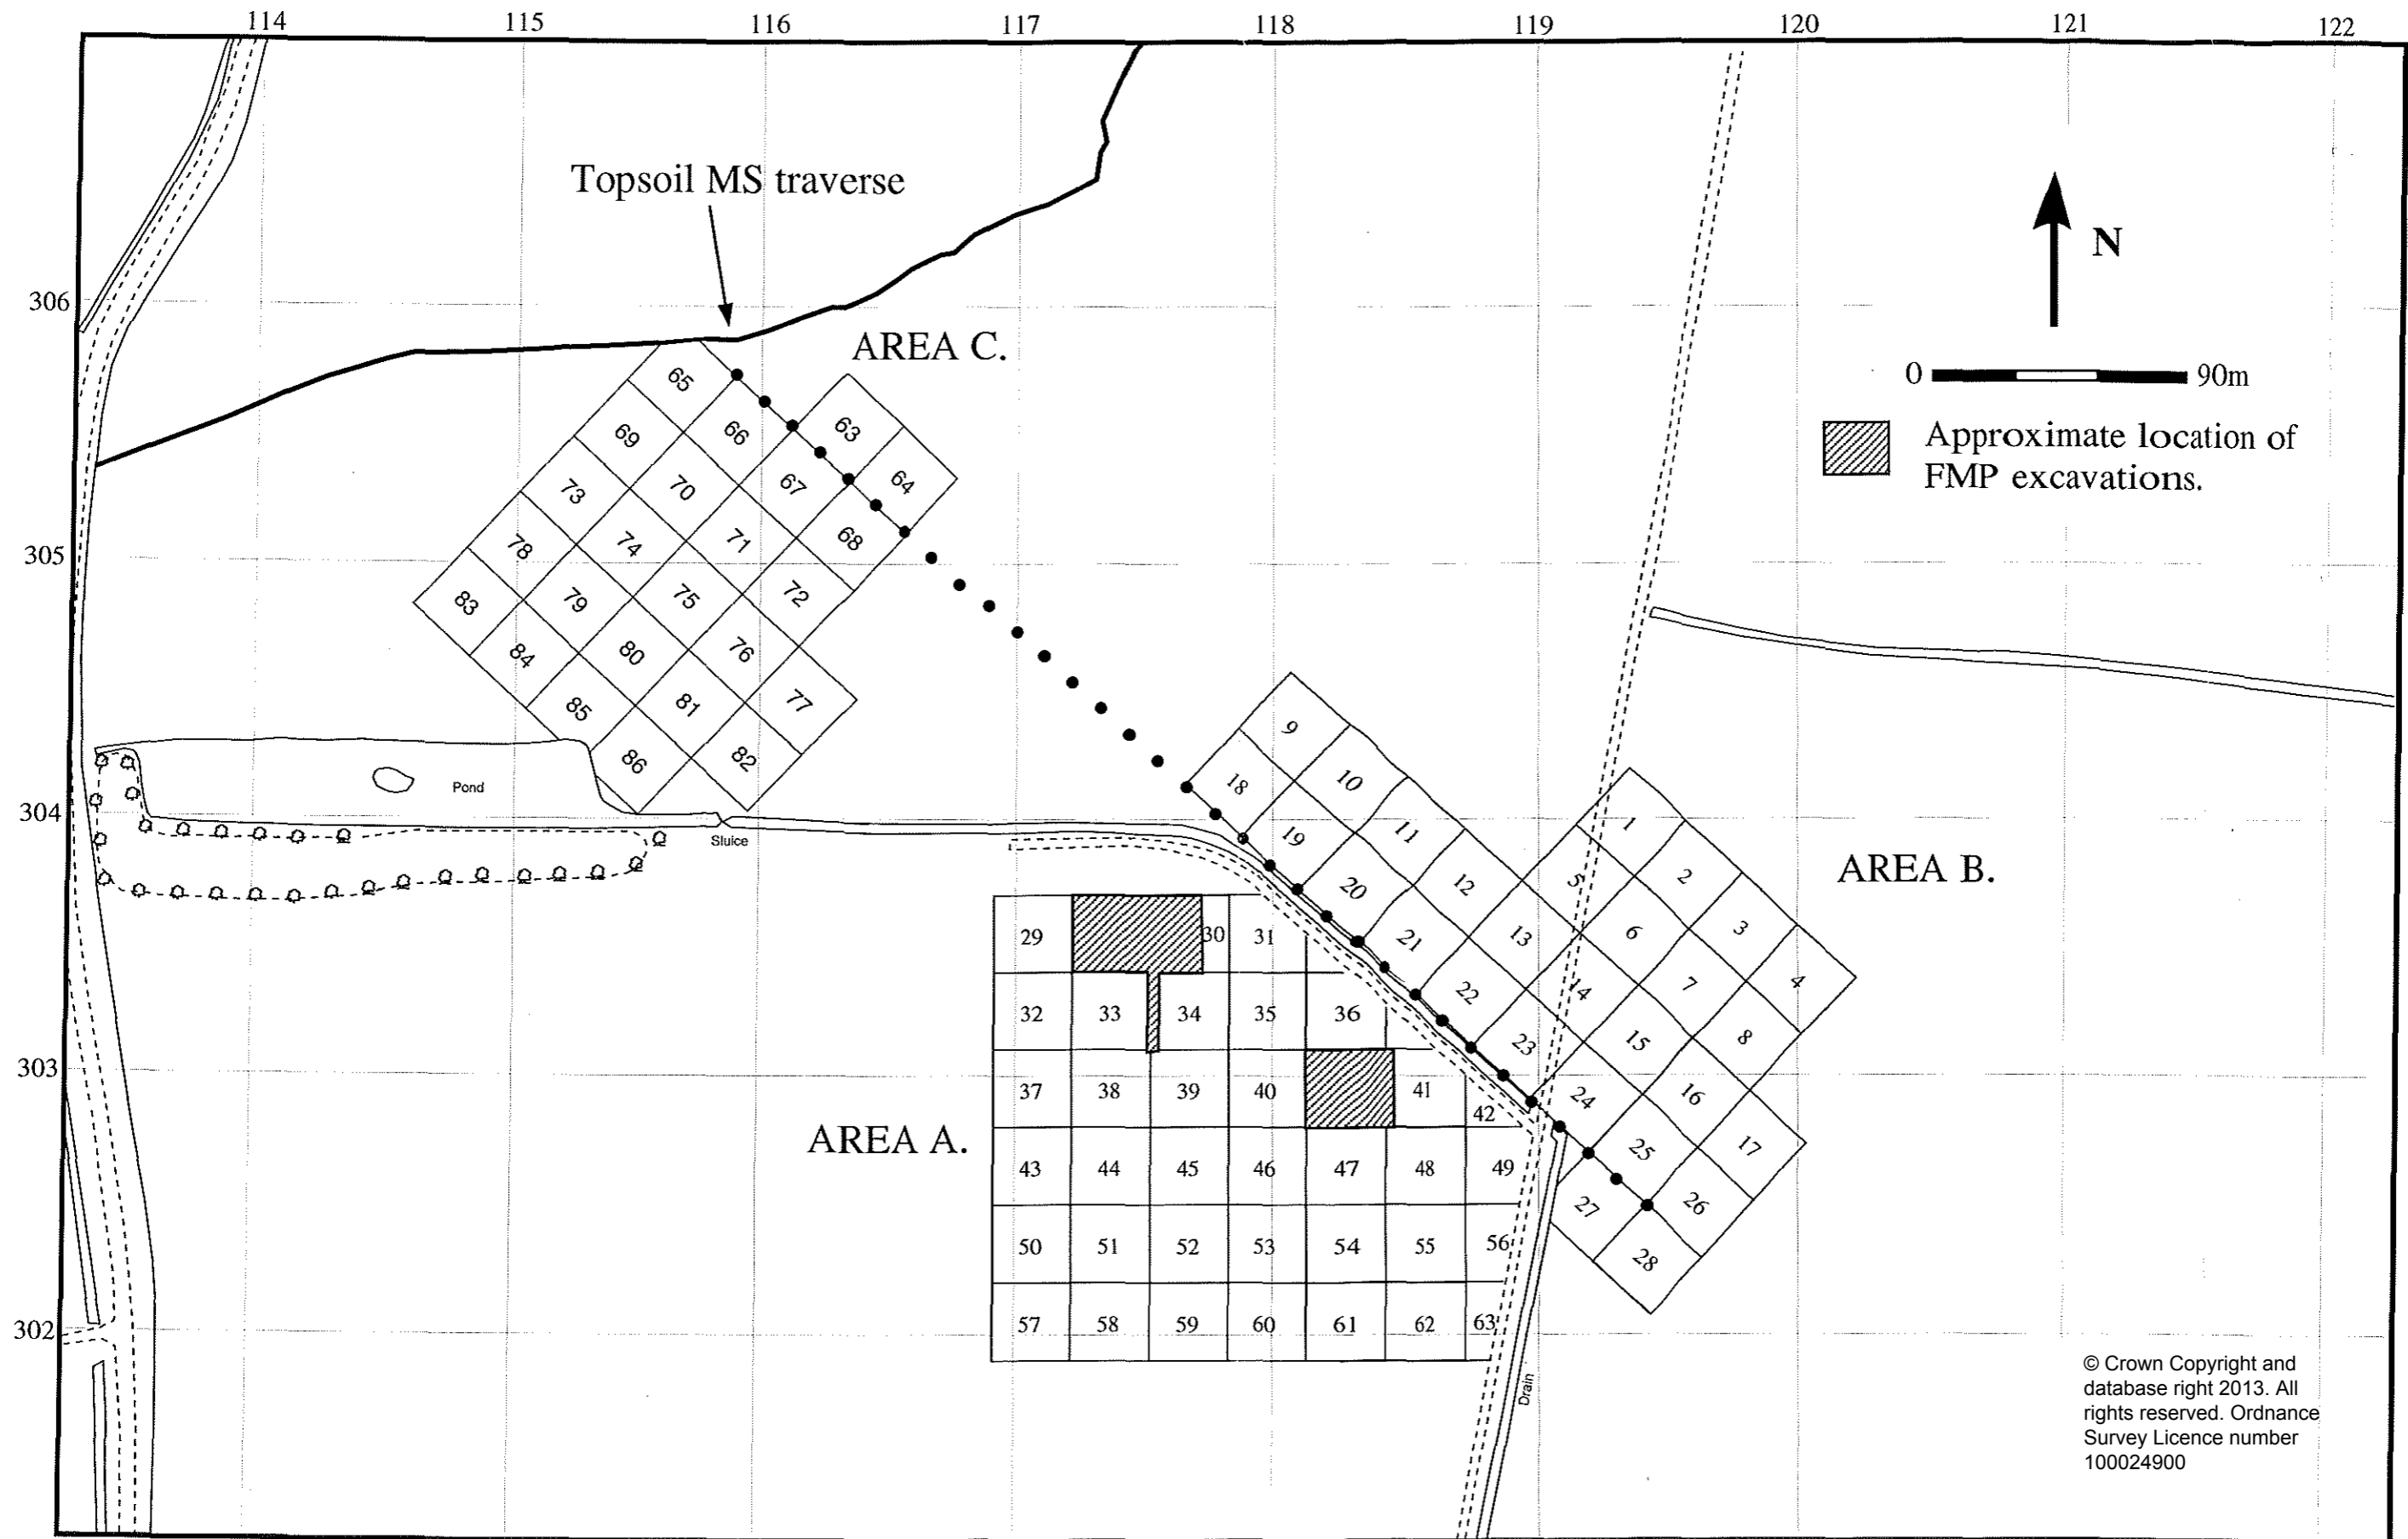 114 115 116 117 118 119 120 121 122
Topsoil MS traverse
N
306
AREA C.
0 90m
Approximate location of
FMP excavations.
65
63
69 66
64
73 70 67
305
78 74 71 68
83 79 75 72
84 80 76
85 81 77
86 82
Pond
304
Sluice
9
18 10
19 11
20 12
21 13 5 1
22 14 6 2
23 15 7 3
24 16 8 4
25 17
27 26
28
AREA B.
29 30 31
32 33 34 35 36
303
37 38 39 40 41 42
AREA A.
43 44 45 46 47 48 49
50 51 52 53 54 55 56
302
57 58 59 60 61 62 63
Drain
© Crown Copyright and
database right 2013. All
rights reserved. Ordnance
Survey Licence number
100024900